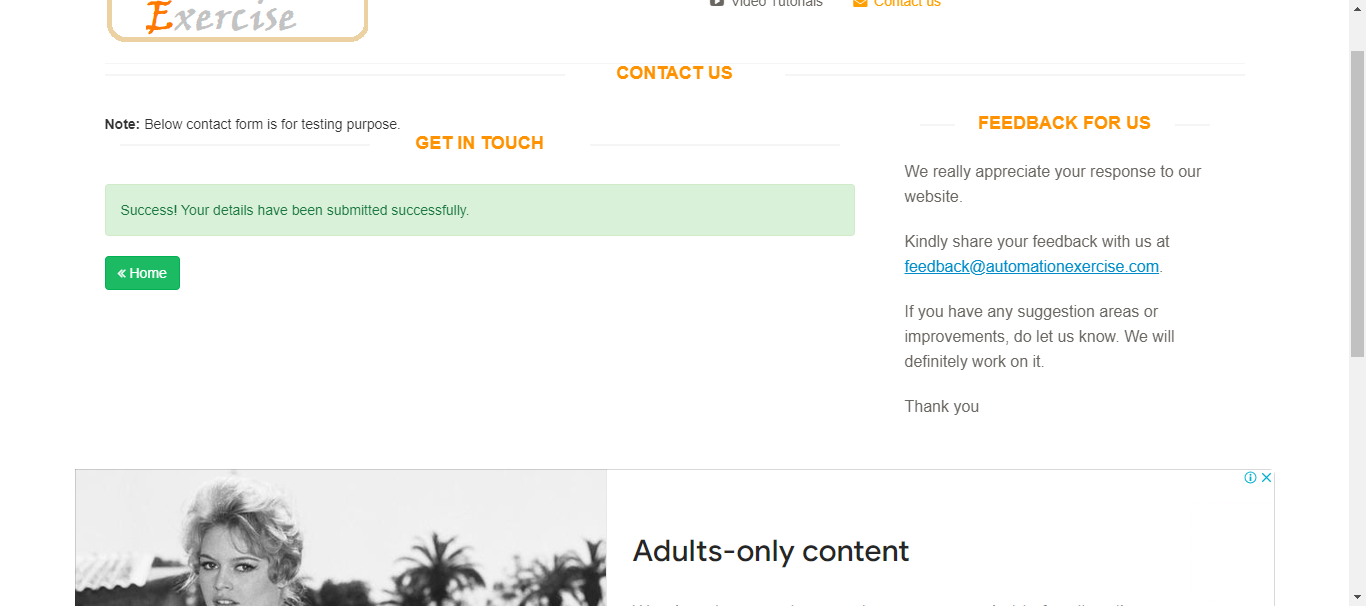 Exercise
Video Tutorials
Contact us
CONTACT US
Note: Below contact form is for testing purpose.
GET IN TOUCH
Success! Your details have been submitted successfully.
« Home
FEEDBACK FOR US
We really appreciate your response to our
website.
Kindly share your feedback with us at
feedback@automationexercise.com.
If you have any suggestion areas or
improvements, do let us know. We will
definitely work on it.
Thank you
Adults-only content